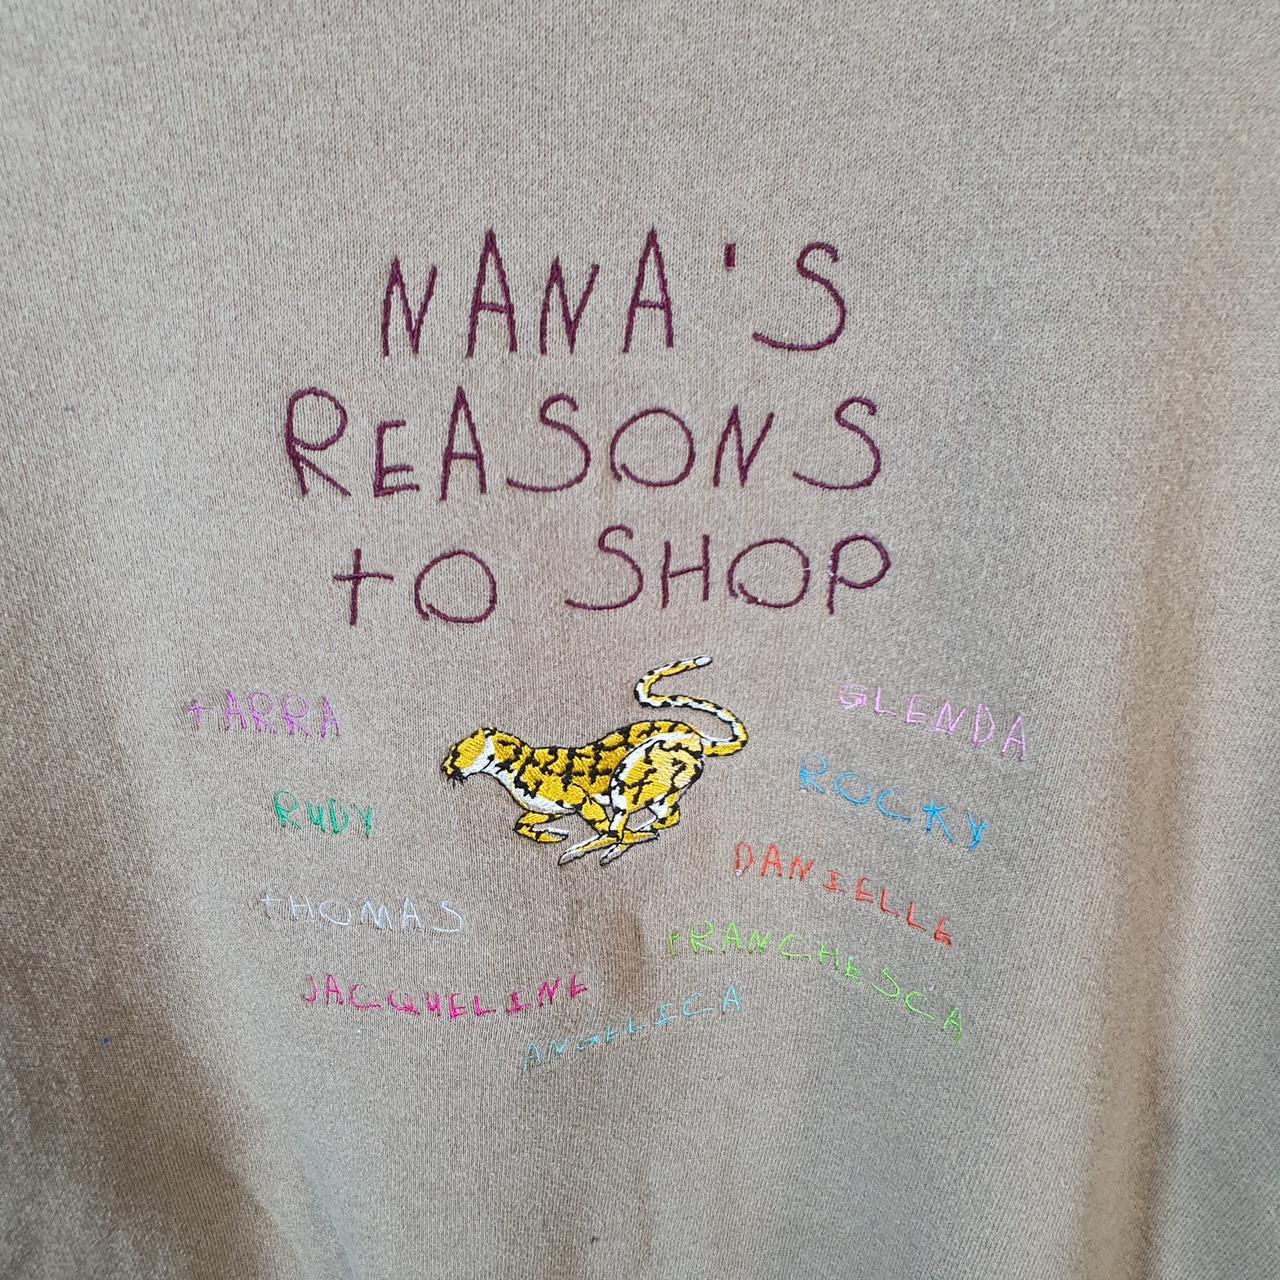 NANA'S
REASONS
tO SHOP
tARRA
RUDY
tHOMAS
JACQUELINE
ANGELICA
GLENDA
ROCKY
DANIELLE
FRANCHESCA